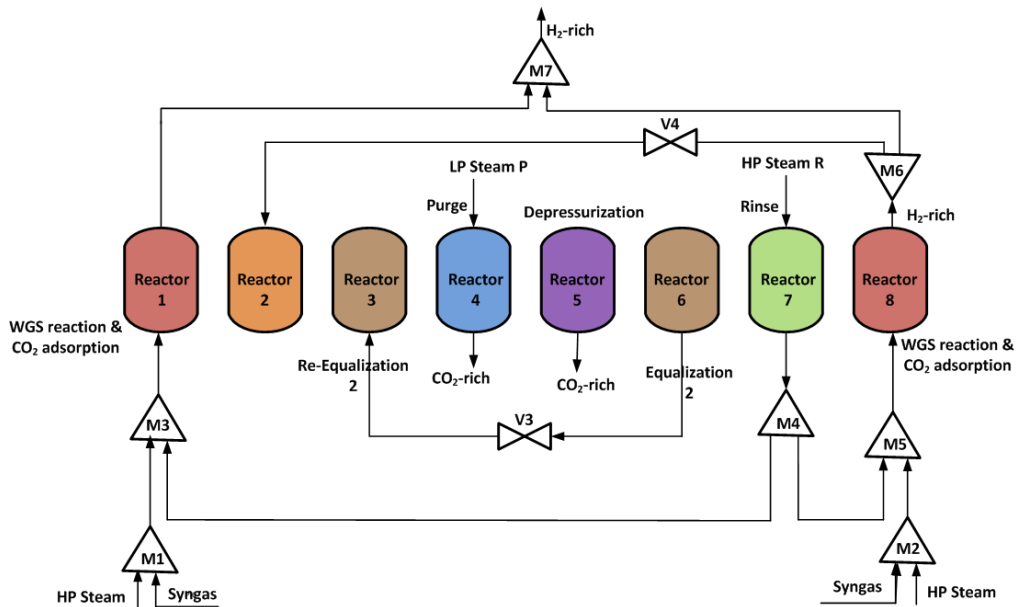 H2-rich
M7
V4
LP Steam P
HP Steam R
M6
Purge
Depressurization
Rinse
H2-rich
Reactor
1
Reactor
2
Reactor
3
Reactor
4
Reactor
5
Reactor
6
Reactor
7
Reactor
8
WGS reaction &
CO2 adsorption
Re-Equalization
2
CO2-rich
CO2-rich
Equalization
2
WGS reaction &
CO2 adsorption
M3
V3
M4
M5
M1
M2
HP Steam
Syngas
Syngas
HP Steam